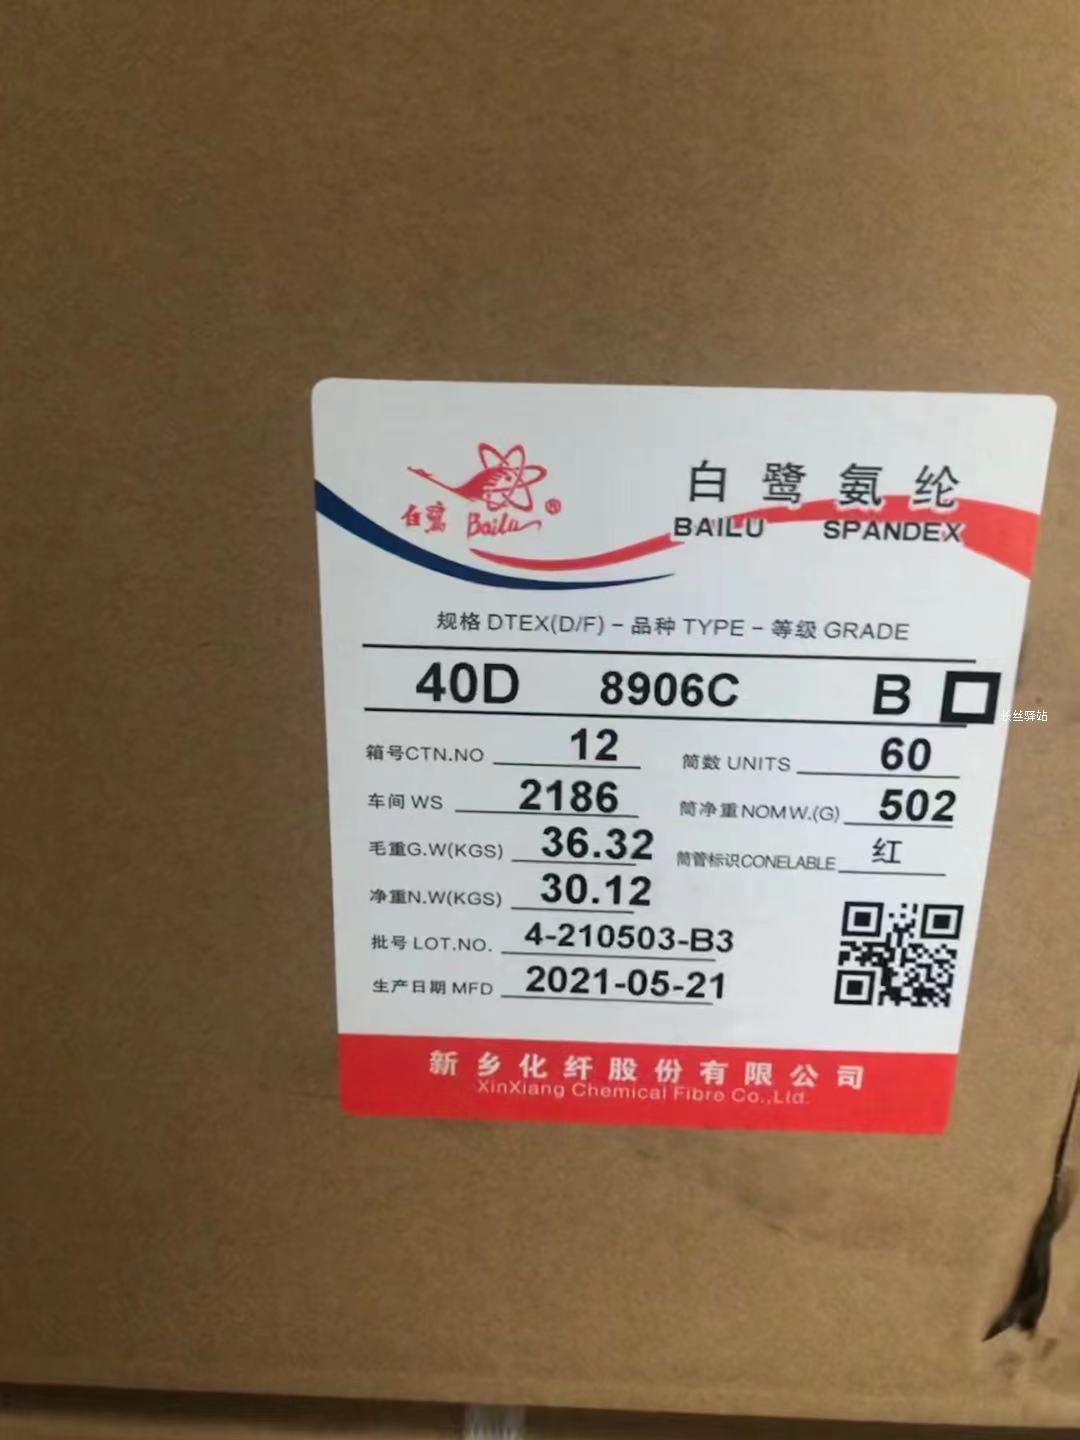 白鹭 Bailu ®
白鹭氨纶
BAILU SPANDEX
规格 DTEX(D/F) - 品种 TYPE - 等级 GRADE
40D 8906C B
长丝驿站
箱号CTN.NO 12 筒数 UNITS 60
车间 WS 2186 筒净重NOMW.(G) 502
毛重G.W(KGS) 36.32 筒管标识CONELABLE 红
净重N.W(KGS) 30.12
批号 LOT.NO. 4-210503-B3
生产日期 MFD 2021-05-21
新乡化纤股份有限公司
XinXiang Chemical Fibre Co.,Ltd.